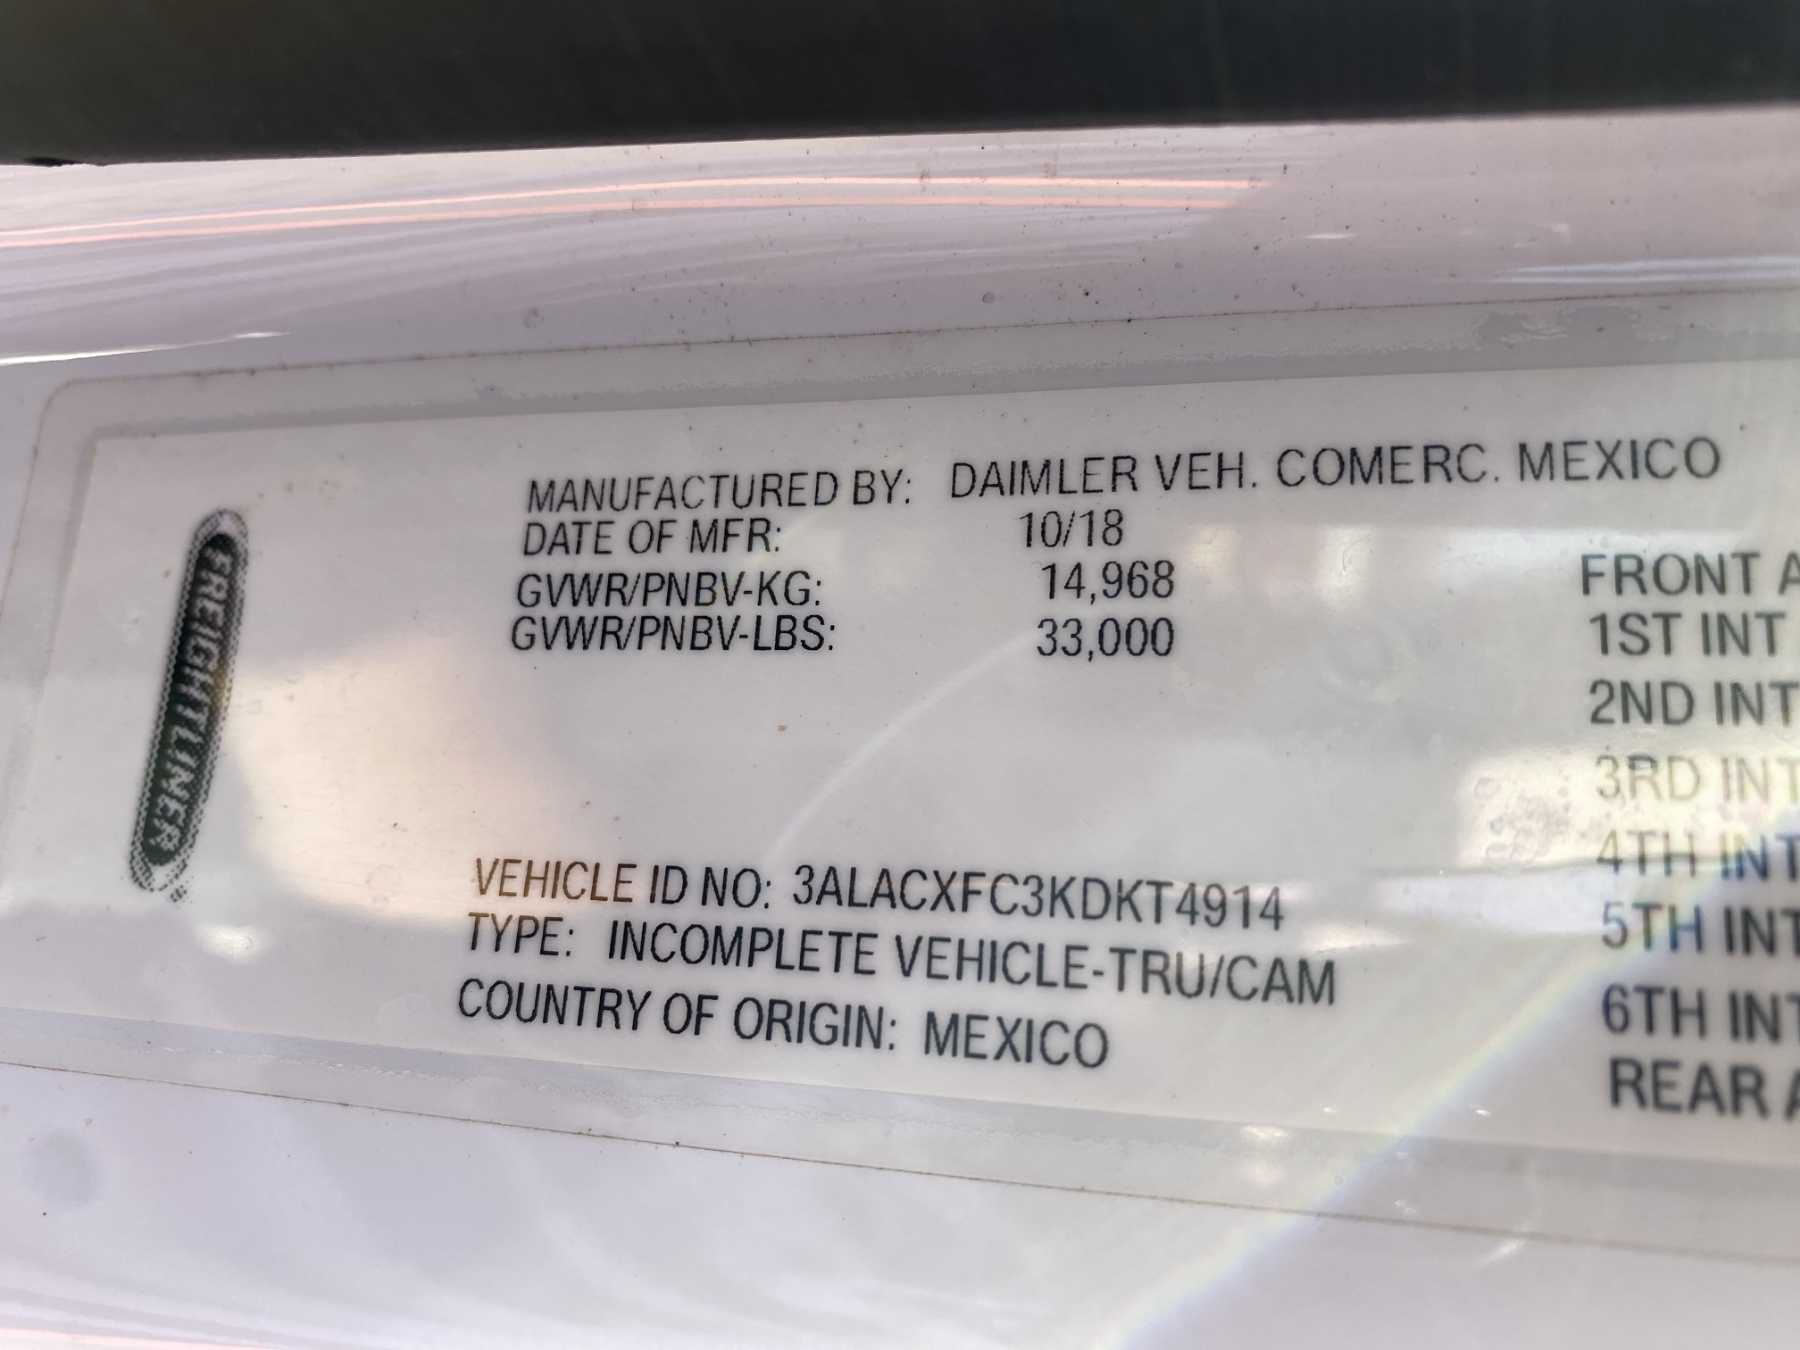 FREIGHTLINER
MANUFACTURED BY: DAIMLER VEH. COMERC. MEXICO
DATE OF MFR: 10/18
GVWR/PNBV-KG: 14,968
GVWR/PNBV-LBS: 33,000
VEHICLE ID NO: 3ALACXFC3KDKT4914
TYPE: INCOMPLETE VEHICLE-TRU/CAM
COUNTRY OF ORIGIN: MEXICO
FRONT A
1ST INT
2ND INT
3RD INT
4TH INT
5TH INT
6TH INT
REAR A